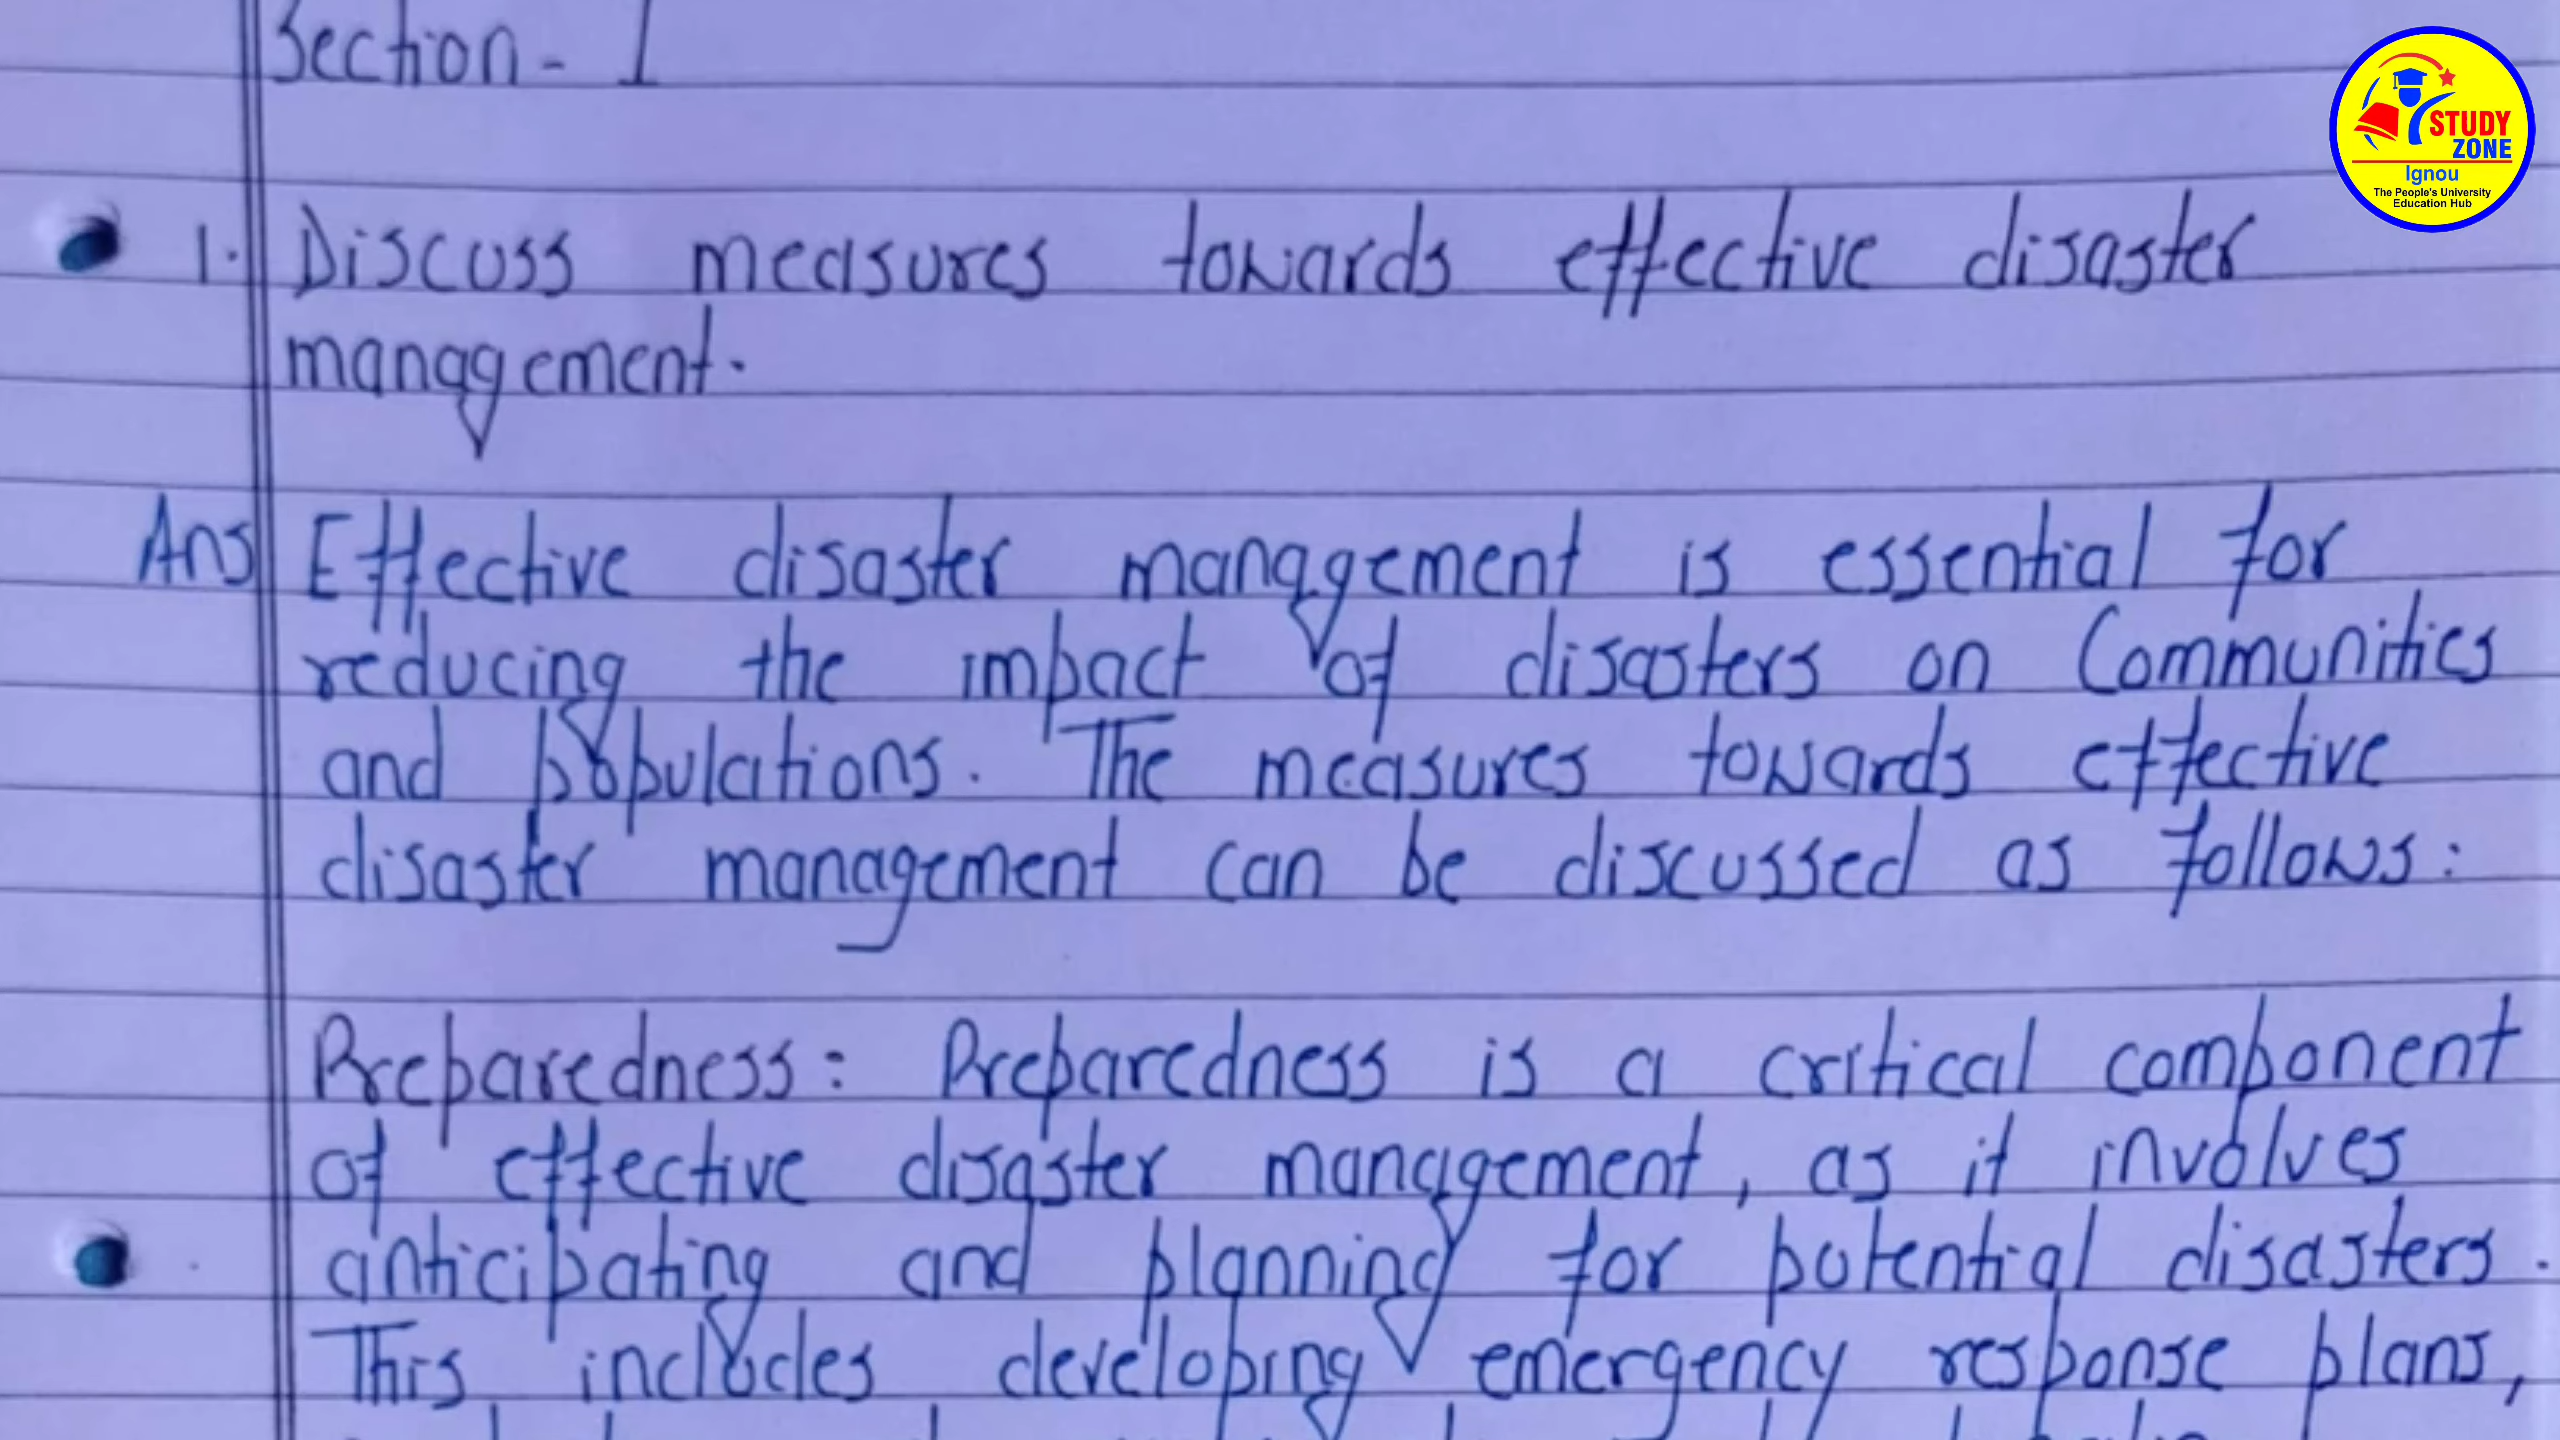 Section - I
STUDY
ZONE
Ignou
The People's University
Education Hub
1. Discuss measures towards effective disaster
management.
Ans Effective disaster management is essential for
reducing the impact of disasters on Communities
and populations. The measures towards effective
disaster management can be discussed as follows:
Preparedness: Preparedness is a critical component
of effective disaster management, as it involves
anticipating and planning for potential disasters.
This includes developing emergency response plans,